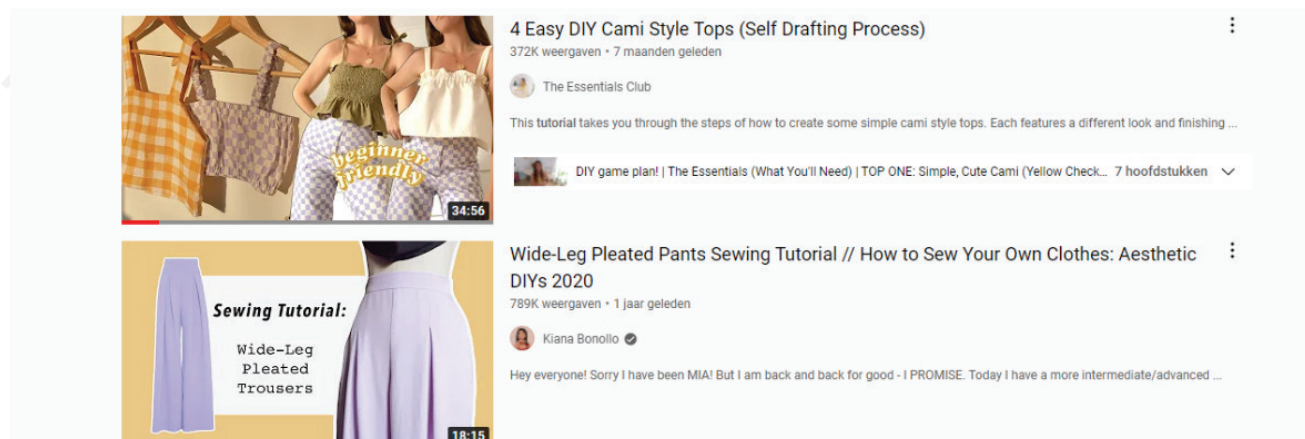 4 Easy DIY Cami Style Tops (Self Drafting Process)
372K weergaven • 7 maanden geleden
The Essentials Club
This tutorial takes you through the steps of how to create some simple cami style tops. Each features a different look and finishing ...
beginner
friendly
DIY game plan! | The Essentials (What You'll Need) | TOP ONE: Simple, Cute Cami (Yellow Check... 7 hoofdstukken
34:56
Wide-Leg Pleated Pants Sewing Tutorial // How to Sew Your Own Clothes: Aesthetic
DIYs 2020
789K weergaven • 1 jaar geleden
Sewing Tutorial:
Wide-Leg
Pleated
Trousers
Kiana Bonollo
Hey everyone! Sorry I have been MIA! But I am back and back for good - I PROMISE. Today I have a more intermediate/advanced ...
18:15